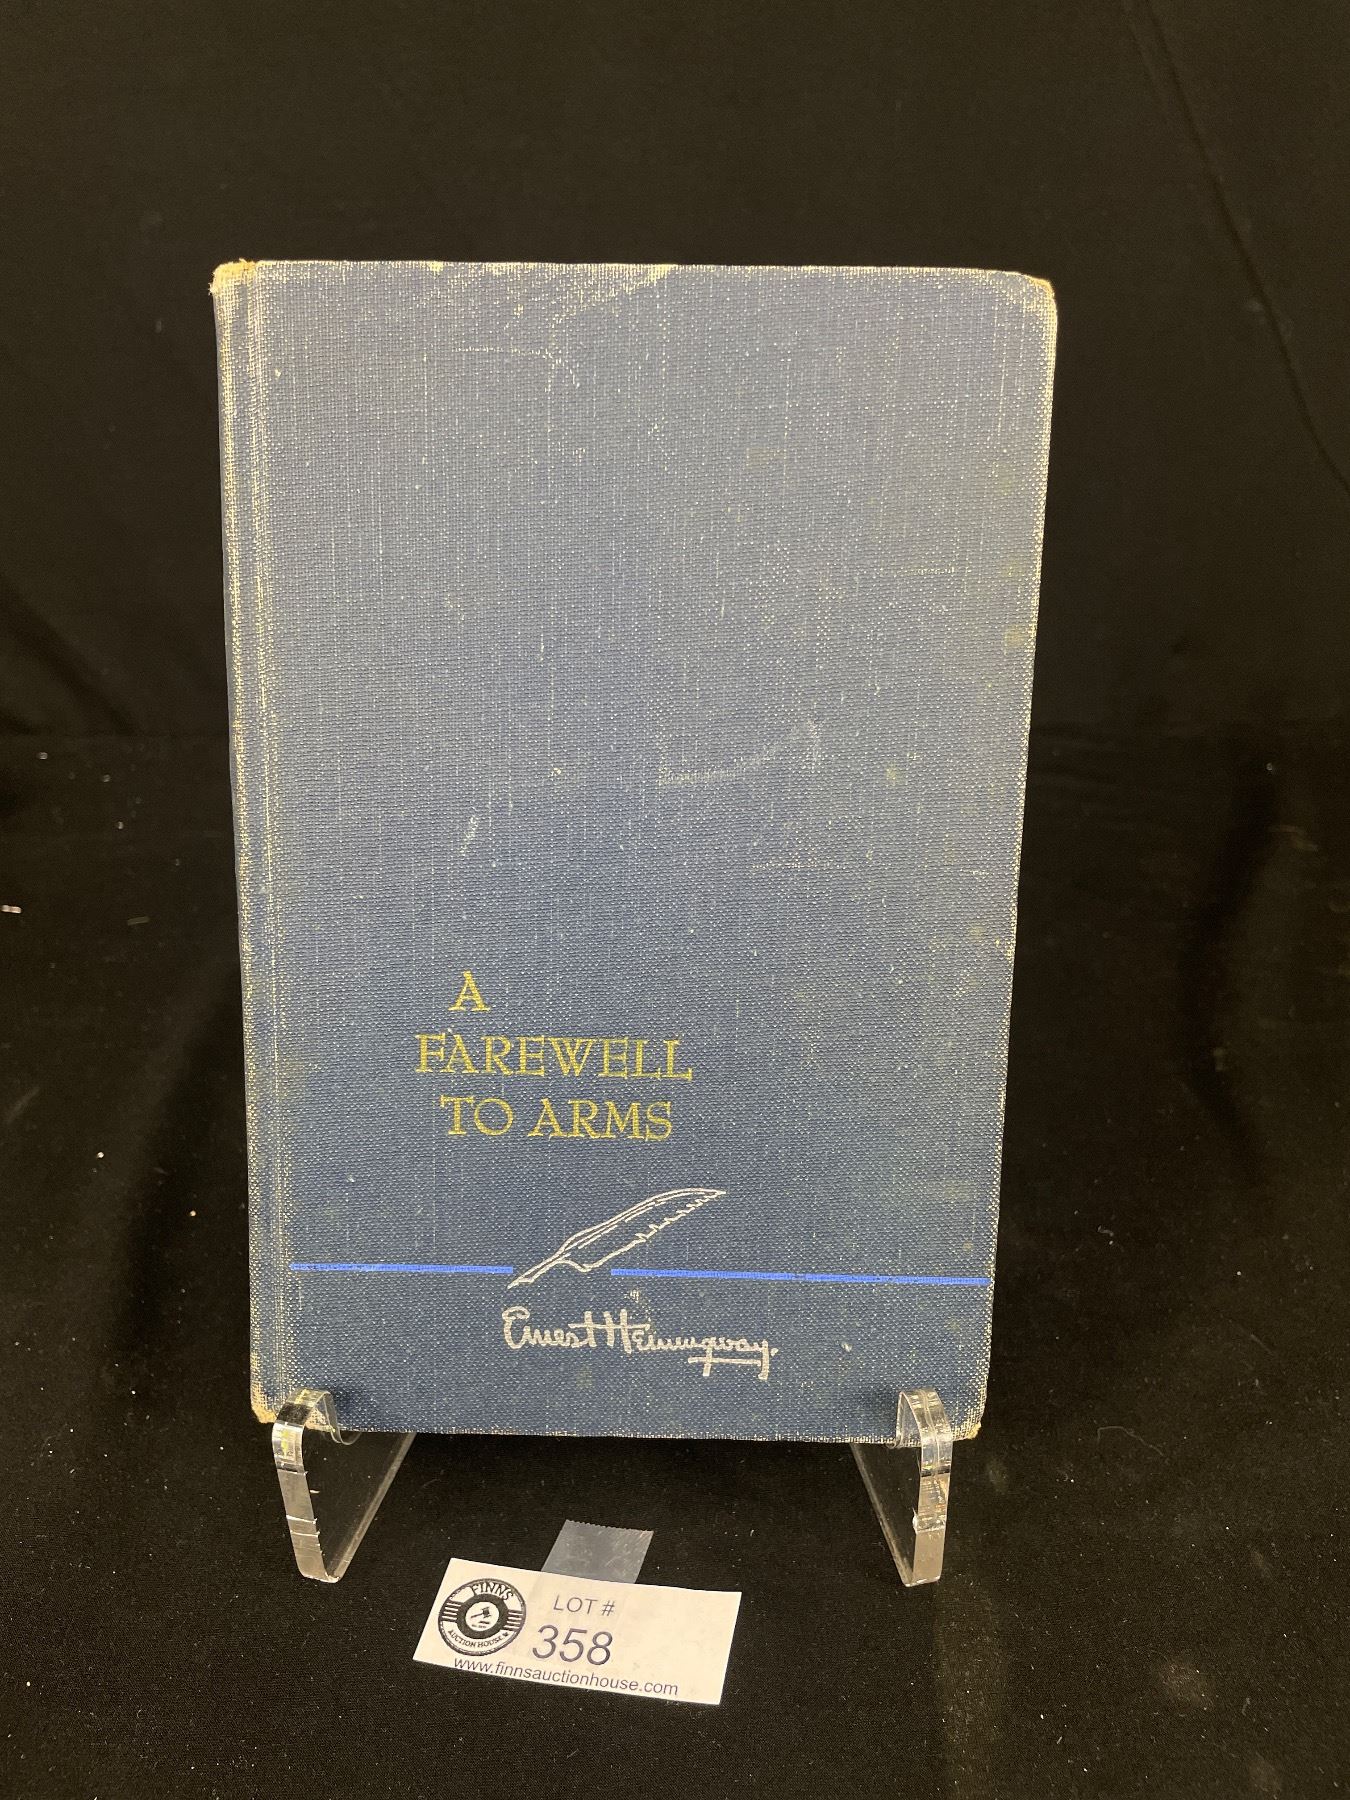 A
FAREWELL
TO ARMS
Ernest Hemingway.
FINNS
AUCTION HOUSE
LOT #
358
www.finnsauctionhouse.com